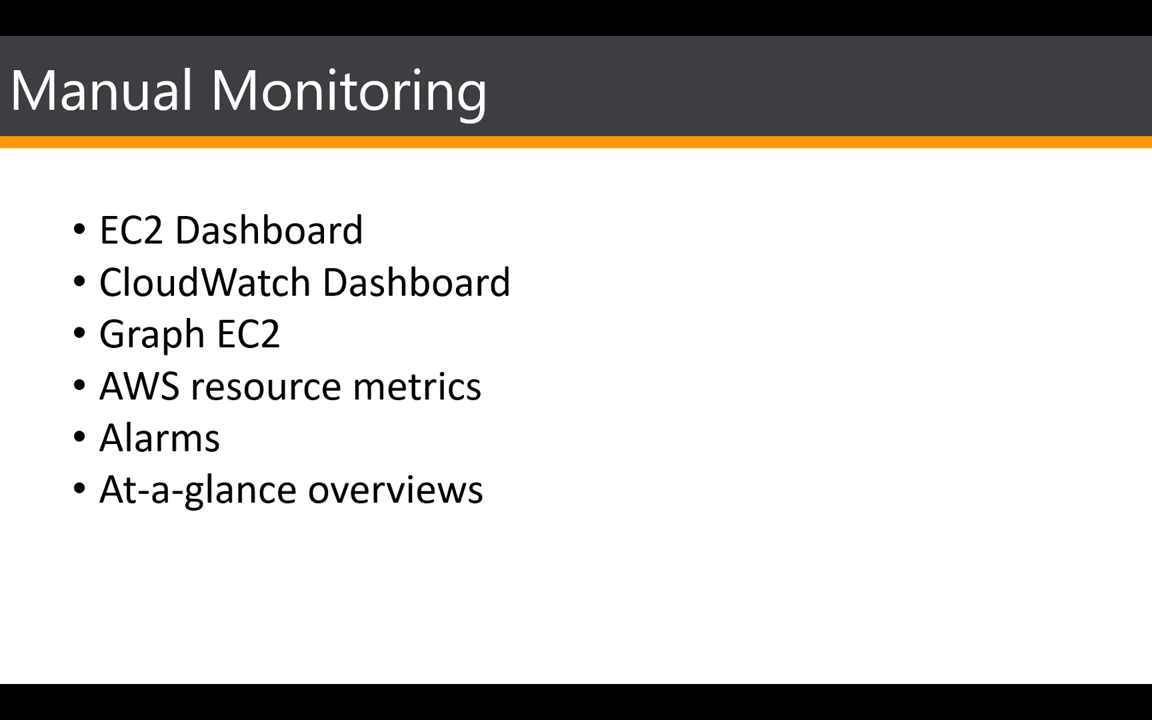 Manual Monitoring
• EC2 Dashboard
• CloudWatch Dashboard
• Graph EC2
• AWS resource metrics
• Alarms
• At-a-glance overviews